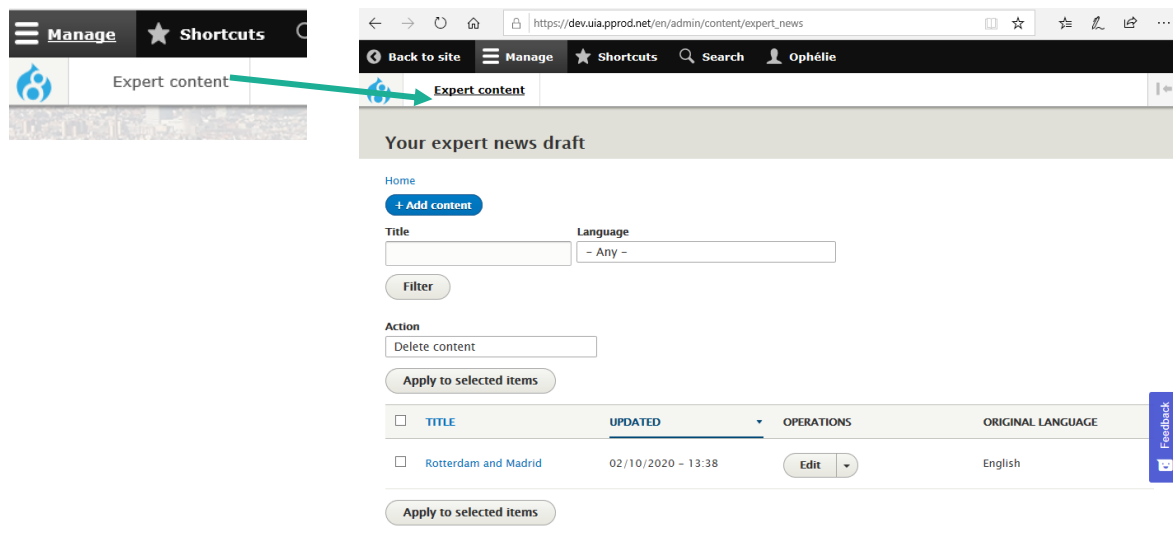 Manage Shortcuts
Expert content
https://dev.uia.pprod.net/en/admin/content/expert_news
Back to site Manage Shortcuts Search Ophélie
Expert content
Your expert news draft
Home
+ Add content
Title Language
- Any -
Filter
Action
Delete content
Apply to selected items
TITLE UPDATED OPERATIONS ORIGINAL LANGUAGE
Rotterdam and Madrid 02/10/2020 - 13:38 Edit English
Apply to selected items
Feedback